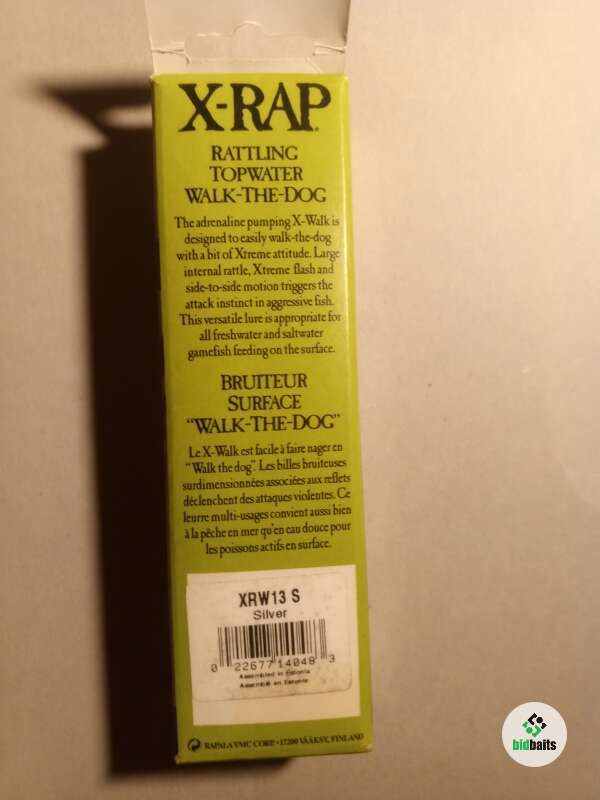 X-RAP®
RATTLING
TOPWATER
WALK-THE-DOG
The adrenaline pumping X-Walk is
designed to easily walk-the-dog
with a bit of Xtreme attitude. Large
internal rattle, Xtreme flash and
side-to-side motion triggers the
attack instinct in aggressive fish.
This versatile lure is appropriate for
all freshwater and saltwater
gamefish feeding on the surface.
BRUITEUR
SURFACE
"WALK-THE-DOG"
Le X-Walk est facile à faire nager en
"Walk the dog". Les billes bruiteuses
surdimensionnées associées aux reflets
déclenchent des attaques violentes. Ce
leurre multi-usages convient aussi bien
à la pêche en mer qu'en eau douce pour
les poissons actifs en surface.
XRW13 S
Silver
0 22677 14048 3
Assembled in Estonia
Assemblé en Estonie
RAPALA VMC CORP. • 17200 VÄÄKSY, FINLAND
bidbaits